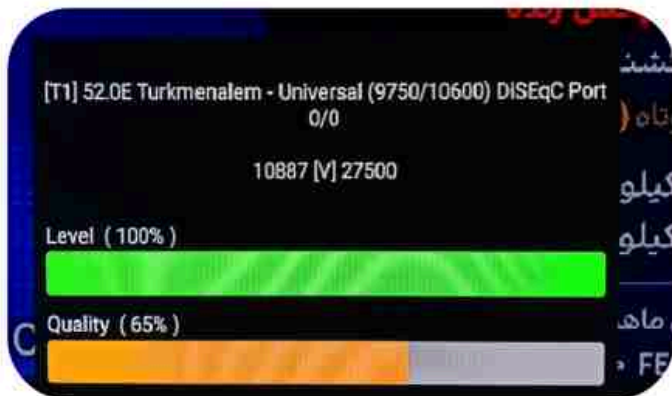 [T1] 52.0E Turkmenalem - Universal (9750/10600) DiSEqC Port
0/0
10887 [V] 27500
Level ( 100% )
Quality ( 65% )
کیلو
کیلو
FE